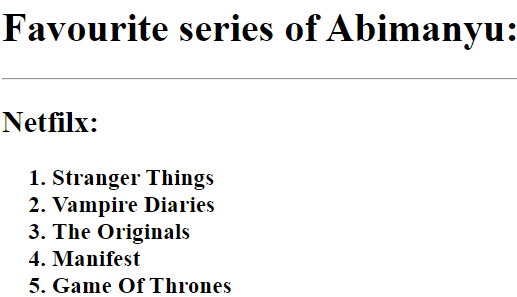 Favourite series of Abimanyu:
Netfilx:
1. Stranger Things
2. Vampire Diaries
3. The Originals
4. Manifest
5. Game Of Thrones